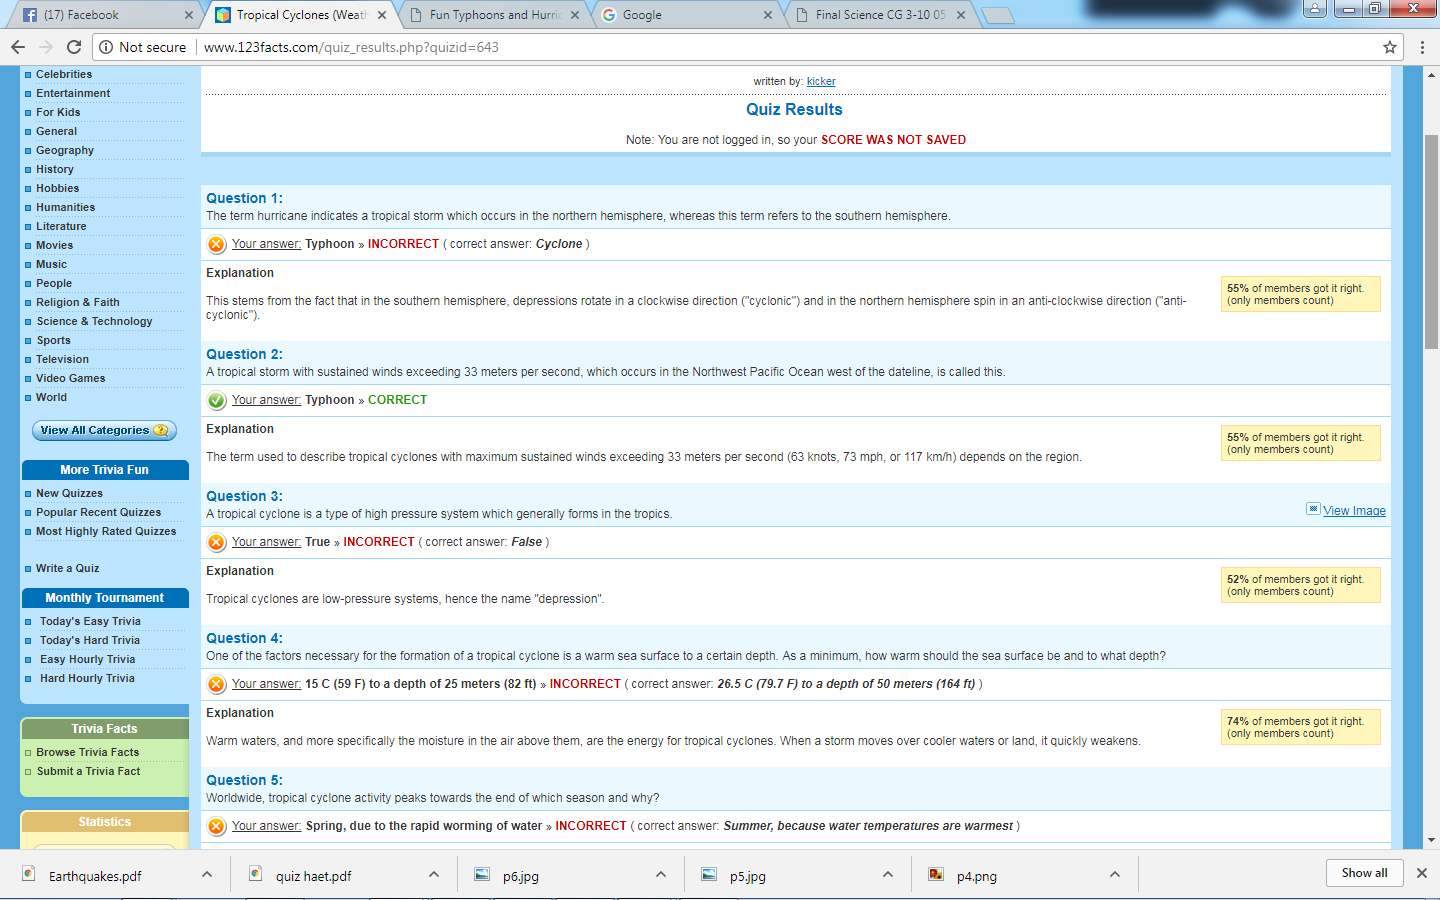 (17) Facebook
Tropical Cyclones (Weath
Fun Typhoons and Hurric
Google
Final Science CG 3-10 05
Not secure
www.123facts.com/quiz_results.php?quizid=643
Celebrities
Entertainment
For Kids
General
Geography
History
Hobbies
Humanities
Literature
Movies
Music
People
Religion & Faith
Science & Technology
Sports
Television
Video Games
World
View All Categories
More Trivia Fun
New Quizzes
Popular Recent Quizzes
Most Highly Rated Quizzes
Write a Quiz
Monthly Tournament
Today's Easy Trivia
Today's Hard Trivia
Easy Hourly Trivia
Hard Hourly Trivia
Trivia Facts
Browse Trivia Facts
Submit a Trivia Fact
Statistics
written by: kicker
Quiz Results
Note: You are not logged in, so your SCORE WAS NOT SAVED
Question 1:
The term hurricane indicates a tropical storm which occurs in the northern hemisphere, whereas this term refers to the southern hemisphere.
Your answer: Typhoon » INCORRECT ( correct answer: Cyclone )
Explanation
This stems from the fact that in the southern hemisphere, depressions rotate in a clockwise direction ("cyclonic") and in the northern hemisphere spin in an anti-clockwise direction ("anti-
cyclonic").
55% of members got it right.
(only members count)
Question 2:
A tropical storm with sustained winds exceeding 33 meters per second, which occurs in the Northwest Pacific Ocean west of the dateline, is called this.
Your answer: Typhoon » CORRECT
Explanation
The term used to describe tropical cyclones with maximum sustained winds exceeding 33 meters per second (63 knots, 73 mph, or 117 km/h) depends on the region.
55% of members got it right.
(only members count)
Question 3:
A tropical cyclone is a type of high pressure system which generally forms in the tropics.
View Image
Your answer: True » INCORRECT ( correct answer: False )
Explanation
Tropical cyclones are low-pressure systems, hence the name "depression".
52% of members got it right.
(only members count)
Question 4:
One of the factors necessary for the formation of a tropical cyclone is a warm sea surface to a certain depth. As a minimum, how warm should the sea surface be and to what depth?
Your answer: 15 C (59 F) to a depth of 25 meters (82 ft) » INCORRECT ( correct answer: 26.5 C (79.7 F) to a depth of 50 meters (164 ft) )
Explanation
Warm waters, and more specifically the moisture in the air above them, are the energy for tropical cyclones. When a storm moves over cooler waters or land, it quickly weakens.
74% of members got it right.
(only members count)
Question 5:
Worldwide, tropical cyclone activity peaks towards the end of which season and why?
Your answer: Spring, due to the rapid worming of water » INCORRECT ( correct answer: Summer, because water temperatures are warmest )
Earthquakes.pdf
quiz haet.pdf
p6.jpg
p5.jpg
p4.png
Show all